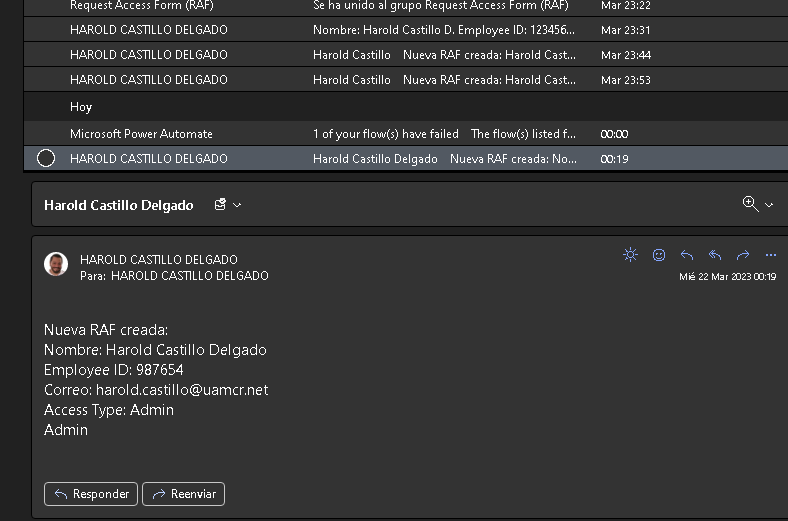 Request Access Form (RAF) Se ha unido al grupo Request Access Form (RAF) Mar 23:22
HAROLD CASTILLO DELGADO Nombre: Harold Castillo D. Employee ID: 123456... Mar 23:31
HAROLD CASTILLO DELGADO Harold Castillo Nueva RAF creada: Harold Cast... Mar 23:44
HAROLD CASTILLO DELGADO Harold Castillo Nueva RAF creada: Harold Cast... Mar 23:53
Hoy
Microsoft Power Automate 1 of your flow(s) have failed The flow(s) listed f... 00:00
HAROLD CASTILLO DELGADO Harold Castillo Delgado Nueva RAF creada: No... 00:19
Harold Castillo Delgado
HAROLD CASTILLO DELGADO
Para: HAROLD CASTILLO DELGADO
Mié 22 Mar 2023 00:19
Nueva RAF creada:
Nombre: Harold Castillo Delgado
Employee ID: 987654
Correo: harold.castillo@uamcr.net
Access Type: Admin
Admin
Responder Reenviar